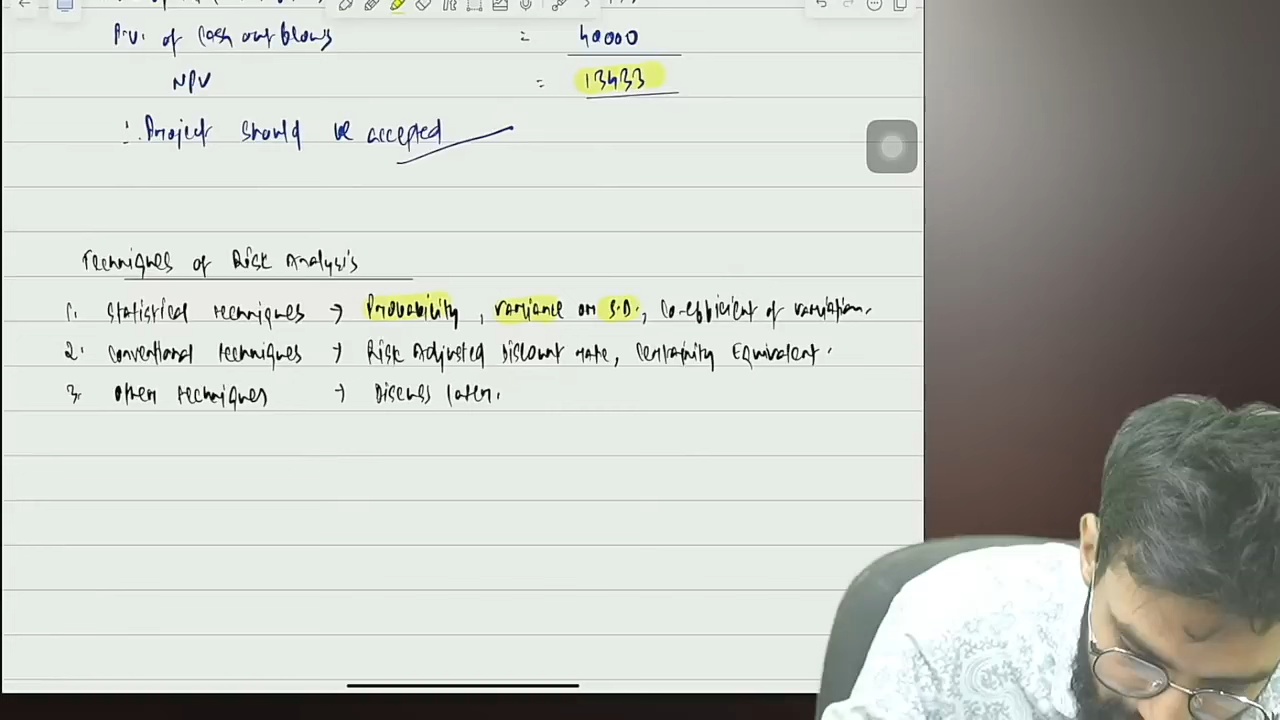 P.V. of Cash outflows = 40000
NPV = 13433
∴ Project should be accepted
Techniques of Risk Analysis
1. Statistical techniques → Probability, variance or S.D., Co-efficient of variation.
2. Conventional techniques → Risk Adjusted Discount rate, Certainity Equivalent.
3. Other techniques → Discuss later.